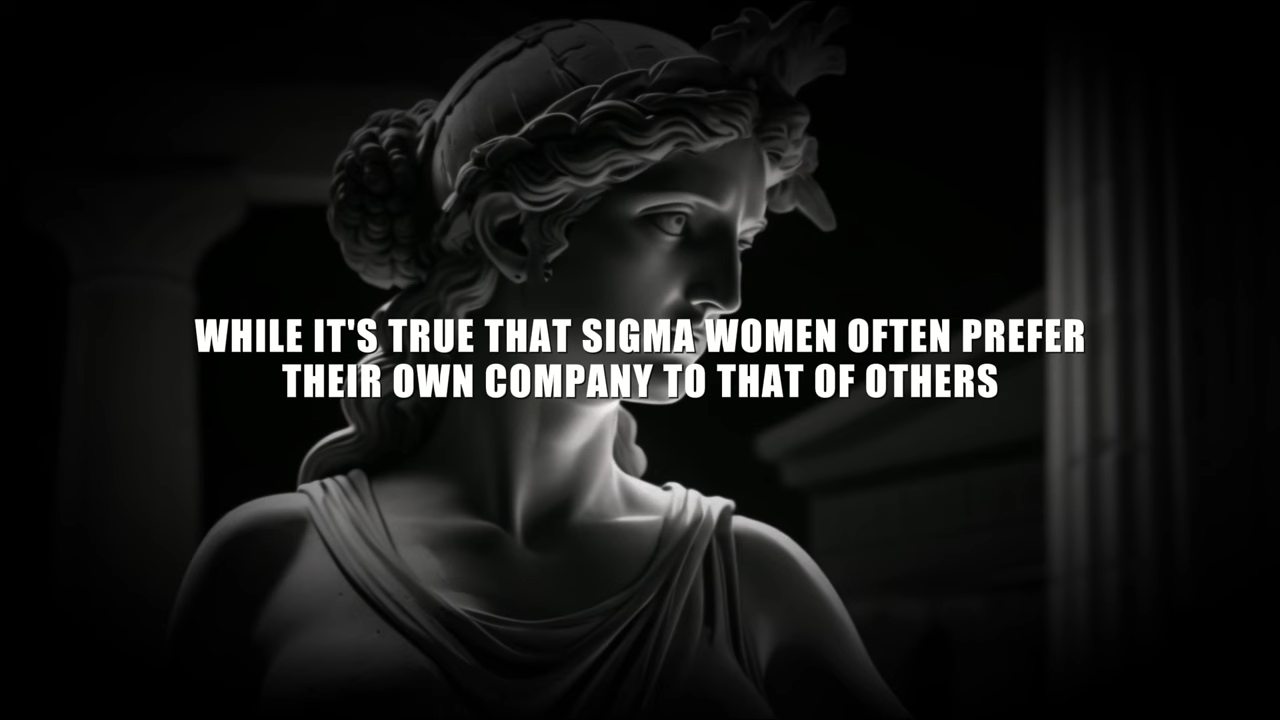 WHILE IT'S TRUE THAT SIGMA WOMEN OFTEN PREFER
THEIR OWN COMPANY TO THAT OF OTHERS